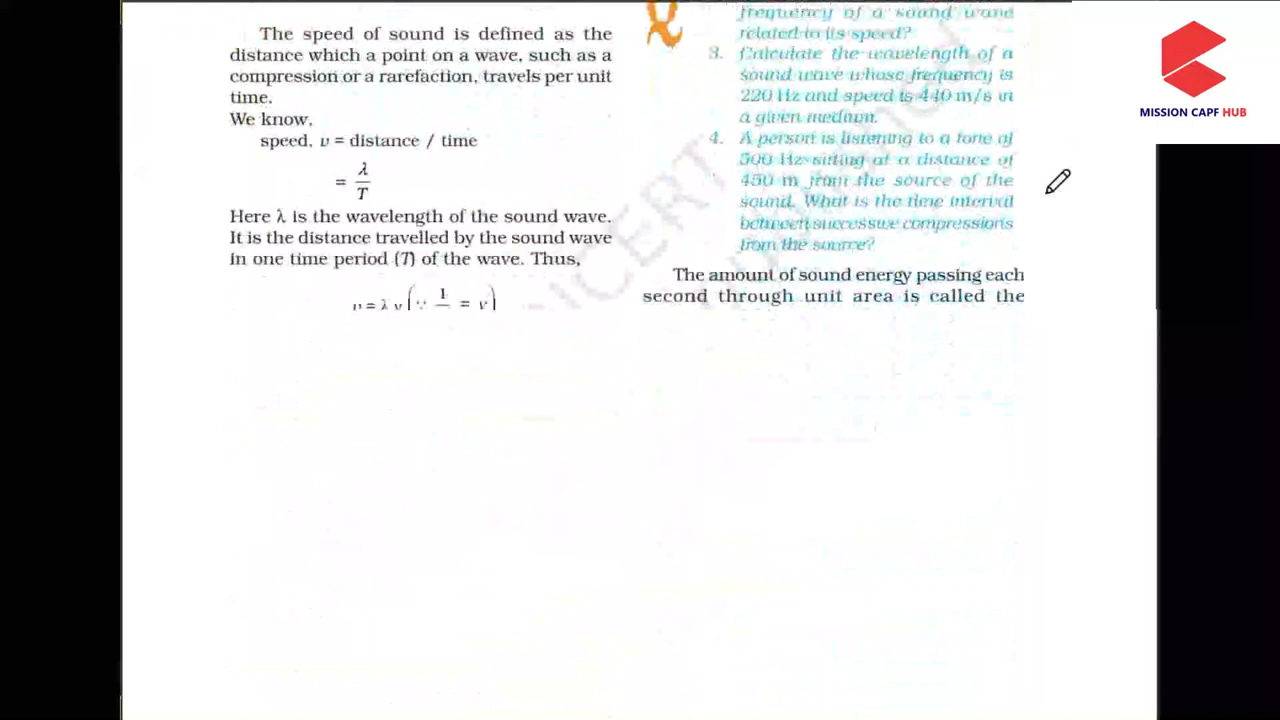 The speed of sound is defined as the
distance which a point on a wave, such as a
compression or a rarefaction, travels per unit
time.
We know,
speed, v = distance / time
= λ/T
Here λ is the wavelength of the sound wave.
It is the distance travelled by the sound wave
in one time period (T) of the wave. Thus,
υ = λ ν (∵ 1 = ν)
frequency of a sound wave
related to its speed?
3. Calculate the wavelength of a
sound wave whose frequency is
220 Hz and speed is 440 m/s in
a given medium.
4. A person is listening to a tone of
500 Hz sitting at a distance of
450 m from the source of the
sound. What is the time interval
between successive compressions
from the source?
The amount of sound energy passing each
second through unit area is called the
MISSION CAPF HUB